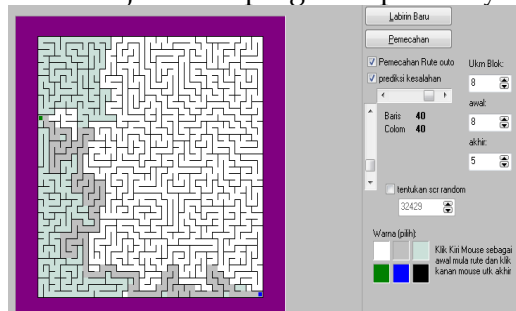 Labirin Baru
Pemecahan
Pemecahan Rute outo
Ukm Blok:
prediksi kesalahan
8
Baris 40
Colom 40
awal:
8
akhir:
5
tentukan scr random
32429
Warna (pilih):
Klik Kiri Mouse sebagai
awal mula rute dan klik
kanan mouse utk akhir